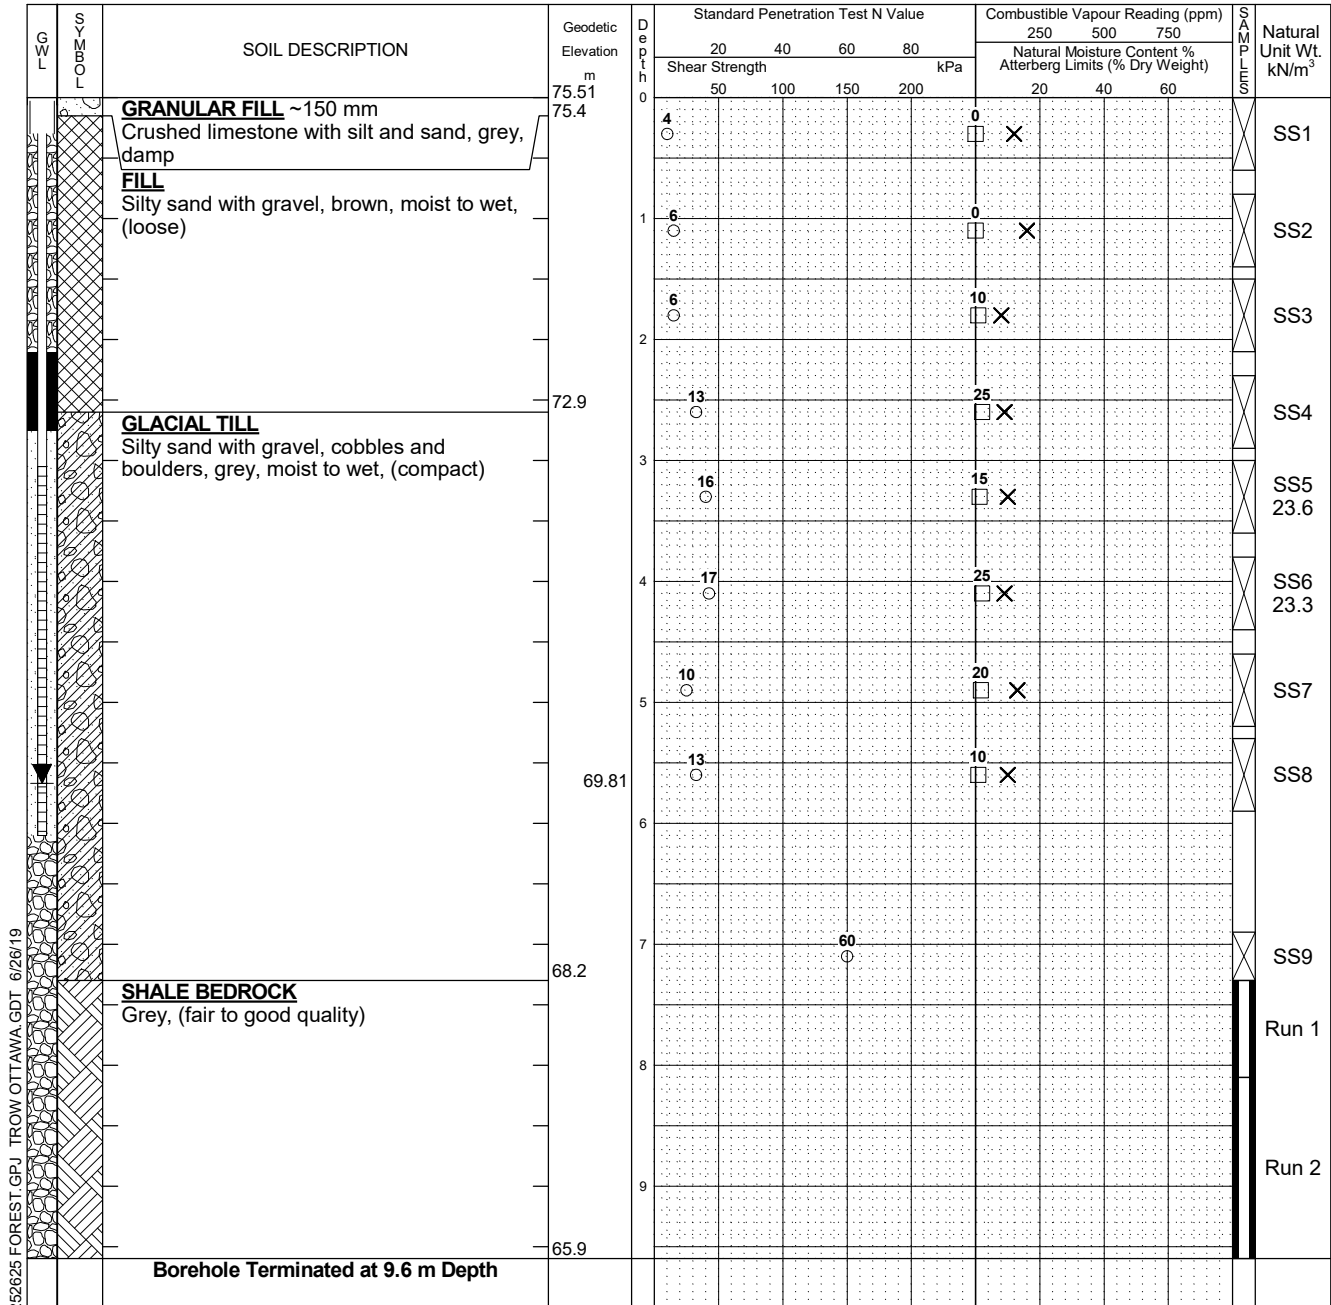 GWL
SYMBOL
SOIL DESCRIPTION
Geodetic
Elevation
m
75.51
Depth
Standard Penetration Test N Value
20 40 60 80
Shear Strength kPa
50 100 150 200
Combustible Vapour Reading (ppm)
250 500 750
Natural Moisture Content %
Atterberg Limits (% Dry Weight)
20 40 60
SAMPLES
Natural
Unit Wt.
kN/m³
0
GRANULAR FILL ~150 mm
75.4
Crushed limestone with silt and sand, grey,
damp
4
0
SS1
FILL
Silty sand with gravel, brown, moist to wet,
(loose)
1
6
0
SS2
6
10
SS3
2
72.9
13
25
SS4
GLACIAL TILL
Silty sand with gravel, cobbles and
boulders, grey, moist to wet, (compact)
3
16
15
SS5
23.6
4
17
25
SS6
23.3
10
20
SS7
5
69.81
13
10
SS8
6
7
60
SS9
68.2
SHALE BEDROCK
Grey, (fair to good quality)
Run 1
8
Run 2
9
65.9
Borehole Terminated at 9.6 m Depth
52625 FOREST.GPJ TROW OTTAWA.GDT 6/26/19